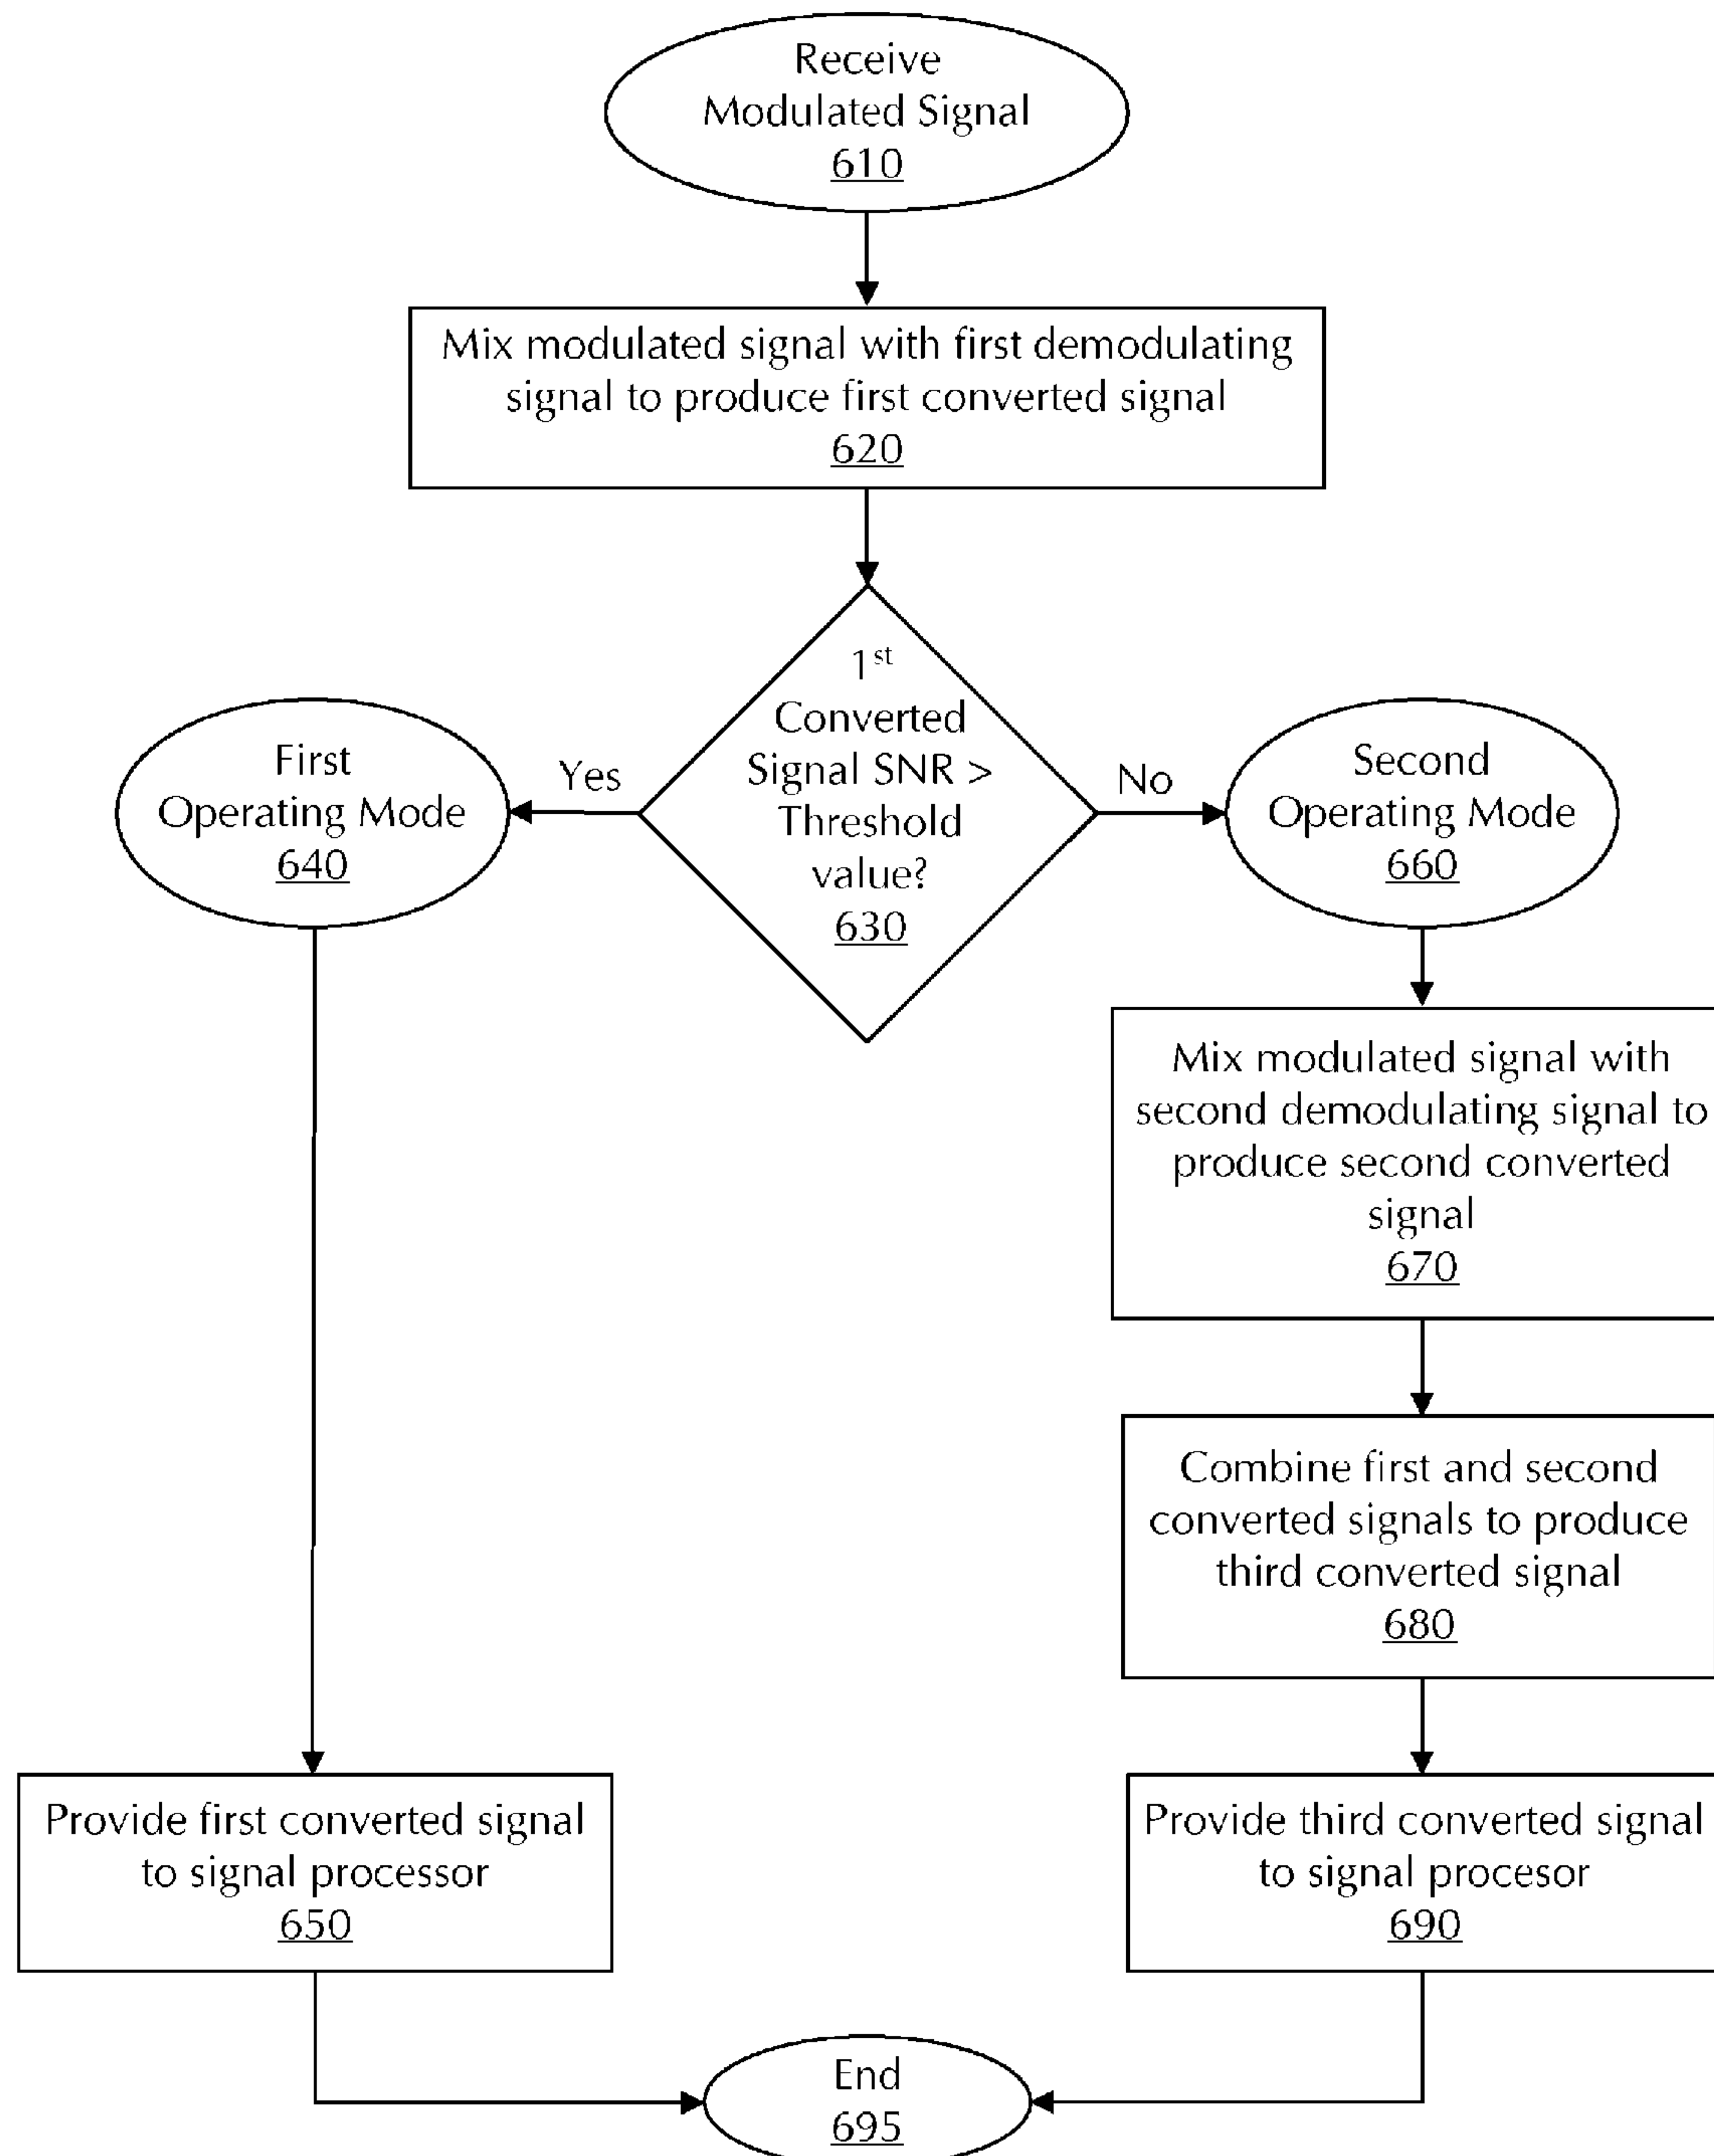 Receive
Modulated Signal
610
Mix modulated signal with first demodulating
signal to produce first converted signal
620
1st
Converted
Signal SNR >
Threshold
value?
630
Yes
No
First
Operating Mode
640
Second
Operating Mode
660
Mix modulated signal with
second demodulating signal to
produce second converted
signal
670
Combine first and second
converted signals to produce
third converted signal
680
Provide first converted signal
to signal processor
650
Provide third converted signal
to signal procesor
690
End
695